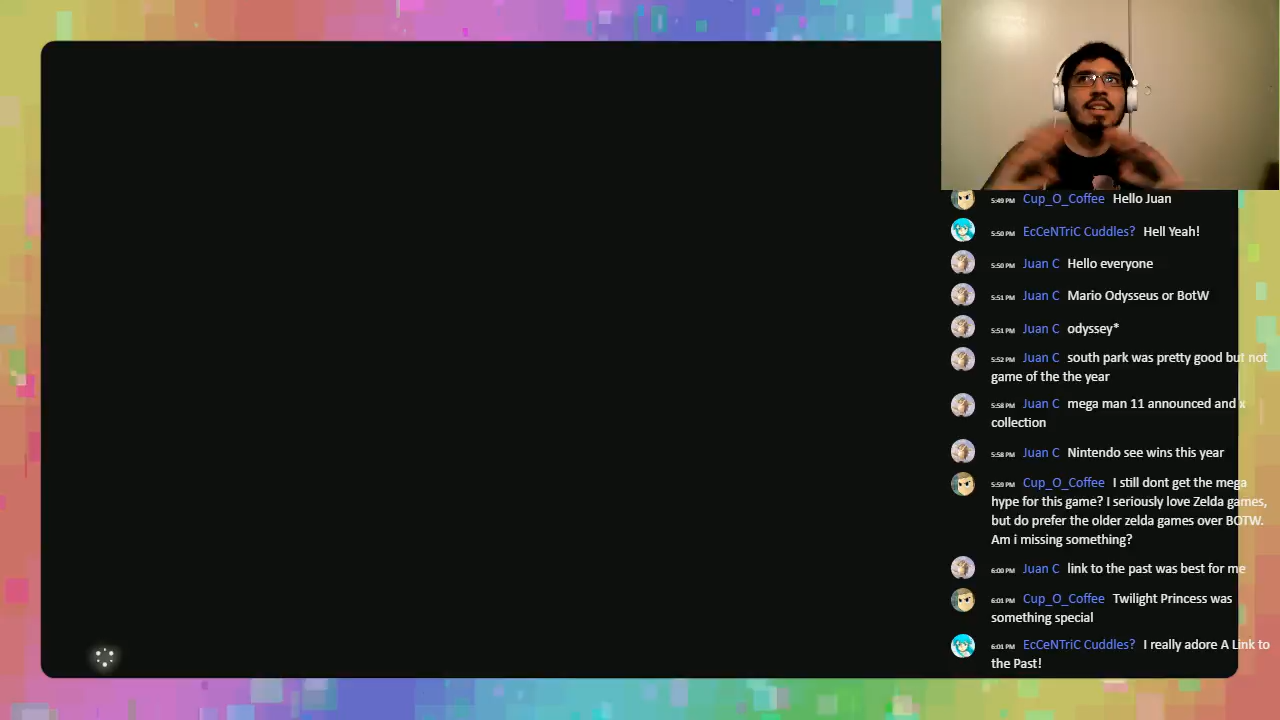 5:49 PM Cup_O_Coffee Hello Juan
5:50 PM EcCeNTriC Cuddles? Hell Yeah!
5:50 PM Juan C Hello everyone
5:51 PM Juan C Mario Odysseus or BotW
5:51 PM Juan C odyssey*
5:52 PM Juan C south park was pretty good but not
game of the the year
5:58 PM Juan C mega man 11 announced and x
collection
5:58 PM Juan C Nintendo see wins this year
5:59 PM Cup_O_Coffee I still dont get the mega
hype for this game? I seriously love Zelda games,
but do prefer the older zelda games over BOTW.
Am i missing something?
6:00 PM Juan C link to the past was best for me
6:01 PM Cup_O_Coffee Twilight Princess was
something special
6:01 PM EcCeNTriC Cuddles? I really adore A Link to
the Past!